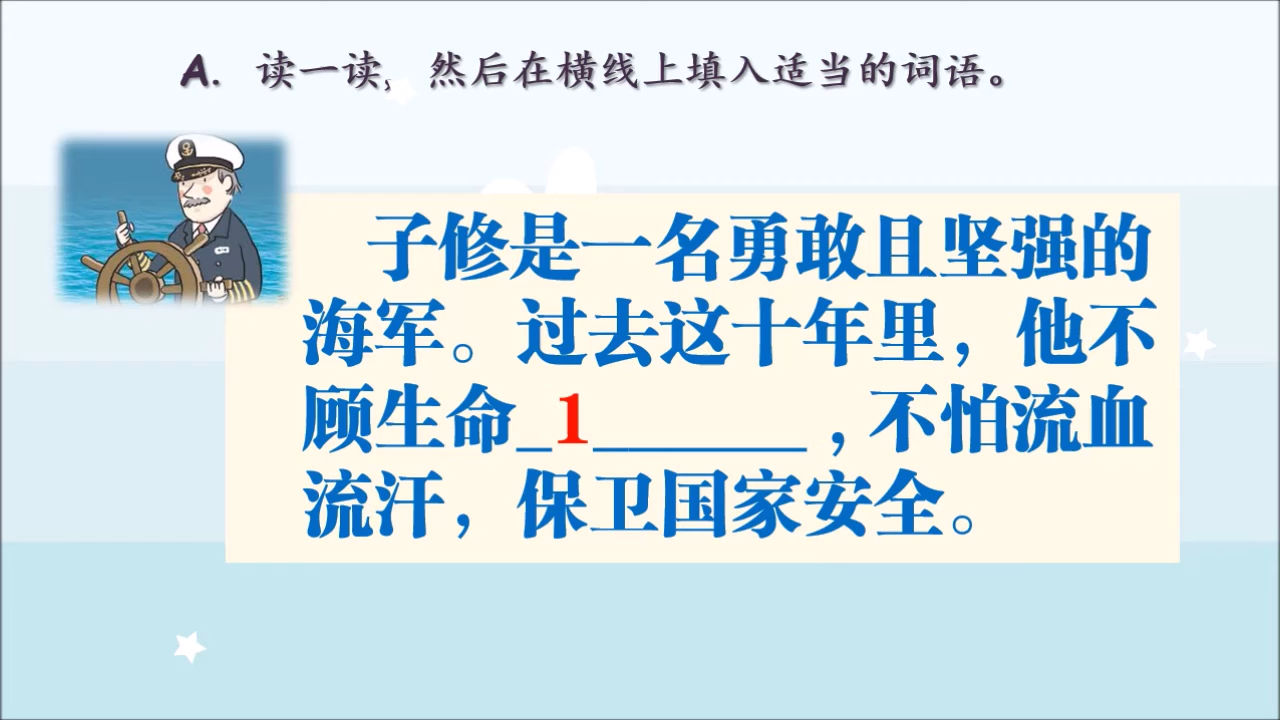 A. 读一读，然后在横线上填入适当的词语。
子修是一名勇敢且坚强的
海军。过去这十年里，他不
顾生命_1______，不怕流血
流汗，保卫国家安全。